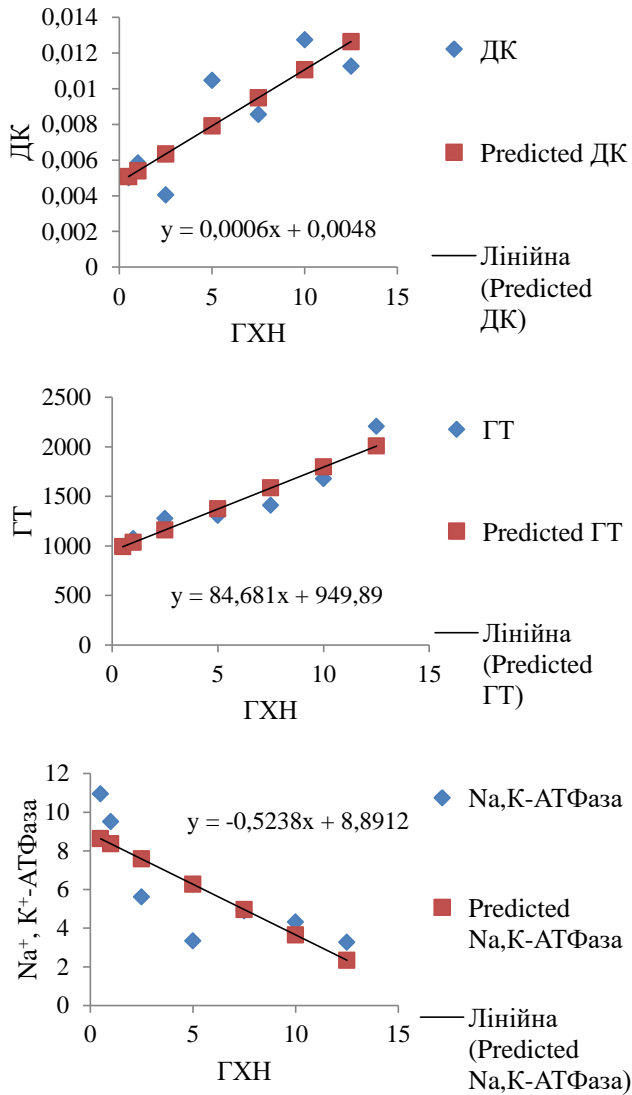 0,014
0,012
0,01
0,008
0,006
0,004
0,002
0
ДК
y = 0,0006x + 0,0048
0 5 10 15
ГХН
ДК
Predicted ДК
Лінійна
(Predicted
ДК)
2500
2000
1500
1000
500
0
ГТ
y = 84,681x + 949,89
0 5 10 15
ГХН
ГТ
Predicted ГТ
Лінійна
(Predicted
ГТ)
12
10
8
6
4
2
0
Na⁺, K⁺-АТФаза
y = -0,5238x + 8,8912
0 5 10 15
ГХН
Na,К-АТФаза
Predicted
Na,К-АТФаза
Лінійна
(Predicted
Na,К-АТФаза)